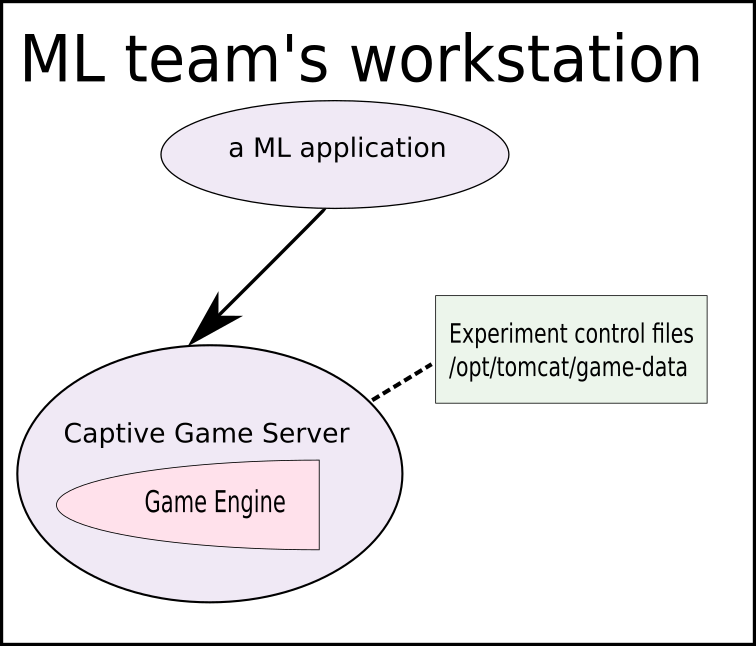 ML team's workstation
a ML application
Experiment control files
/opt/tomcat/game-data
Captive Game Server
Game Engine